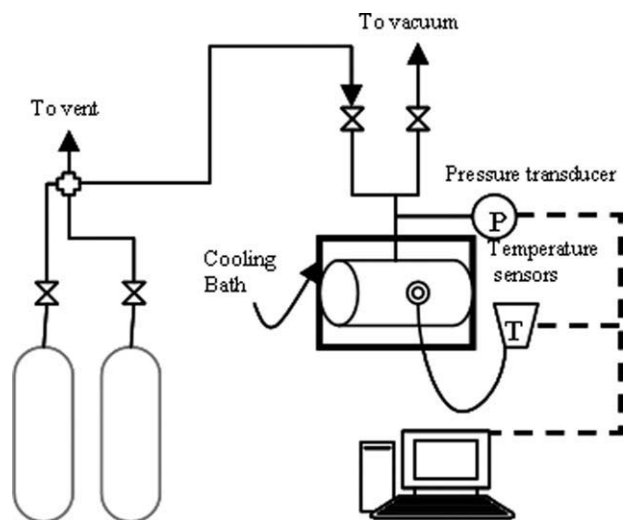 To vacuum
To vent
Pressure transducer
P
Temperature
sensors
Cooling
Bath
T